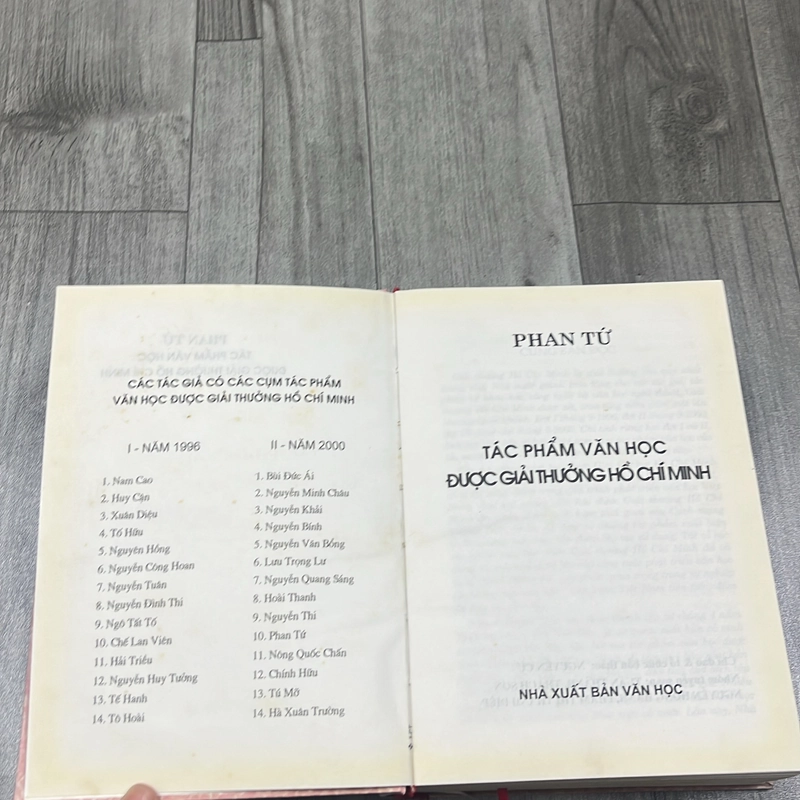 CÁC TÁC GIẢ CÓ CÁC CỤM TÁC PHẨM
VĂN HỌC ĐƯỢC GIẢI THƯỞNG HỒ CHÍ MINH
I - NĂM 1996
1. Nam Cao
2. Huy Cận
3. Xuân Diệu
4. Tố Hữu
5. Nguyên Hồng
6. Nguyễn Công Hoan
7. Nguyễn Tuân
8. Nguyễn Đình Thi
9. Ngô Tất Tố
10. Chế Lan Viên
11. Hải Triều
12. Nguyễn Huy Tưởng
13. Tế Hanh
14. Tô Hoài
II - NĂM 2000
1. Bùi Đức Ái
2. Nguyễn Minh Châu
3. Nguyễn Khải
4. Nguyễn Bính
5. Nguyễn Văn Bổng
6. Lưu Trọng Lư
7. Nguyễn Quang Sáng
8. Hoài Thanh
9. Nguyễn Thi
10. Phan Tứ
11. Nông Quốc Chấn
12. Chính Hữu
13. Tú Mỡ
14. Hà Xuân Trường
PHAN TỨ
TÁC PHẨM VĂN HỌC
ĐƯỢC GIẢI THƯỞNG HỒ CHÍ MINH
NHÀ XUẤT BẢN VĂN HỌC